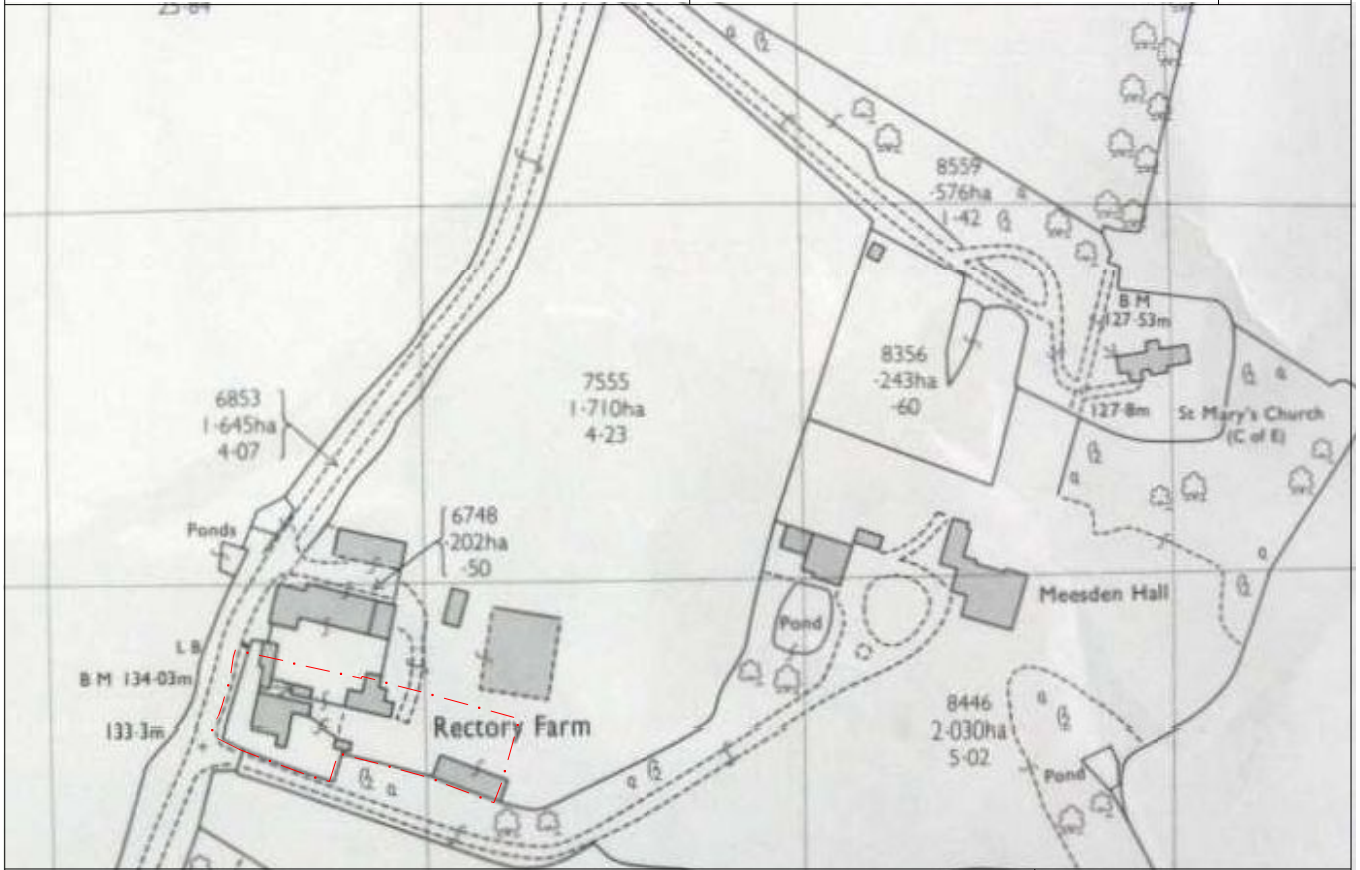 8559
·576ha
1·42
B M
127·53m
8356
·243ha
·60
7555
1·710ha
4·23
6853
1·645ha
4·07
127·8m
St Mary's Church
(C of E)
Ponds
6748
·202ha
·50
Meesden Hall
Pond
L B
B M 134·03m
133·3m
Rectory Farm
8446
2·030ha
5·02
Pond